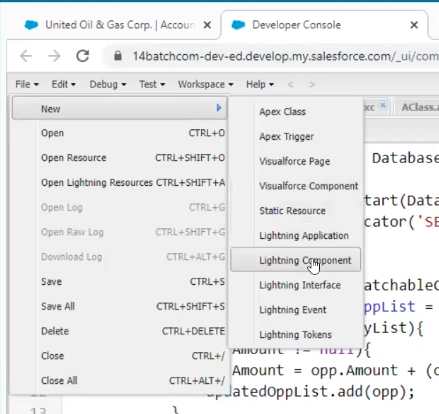 United Oil & Gas Corp. | Accoun
Developer Console
14batchcom-dev-ed.develop.my.salesforce.com/_ui/com
File Edit Debug Test Workspace Help < >
New
Open CTRL+O
Open Resource CTRL+SHIFT+O
Open Lightning Resources CTRL+SHIFT+A
Open Log CTRL+G
Open Raw Log CTRL+SHIFT+G
Download Log CTRL+ALT+G
Save CTRL+S
Save All CTRL+SHIFT+S
Delete CTRL+DELETE
Close CTRL+/
Close All CTRL+ALT+/
Apex Class
Apex Trigger
Visualforce Page
Visualforce Component
Static Resource
Lightning Application
Lightning Component
Lightning Interface
Lightning Event
Lightning Tokens
xc
AClass.a
Database
tart(Dat
cator('SE
tchableC
ppList =
yList){
Amount != null){
Amount = opp.Amount + (o
updatedOppList.add(opp);
13 }